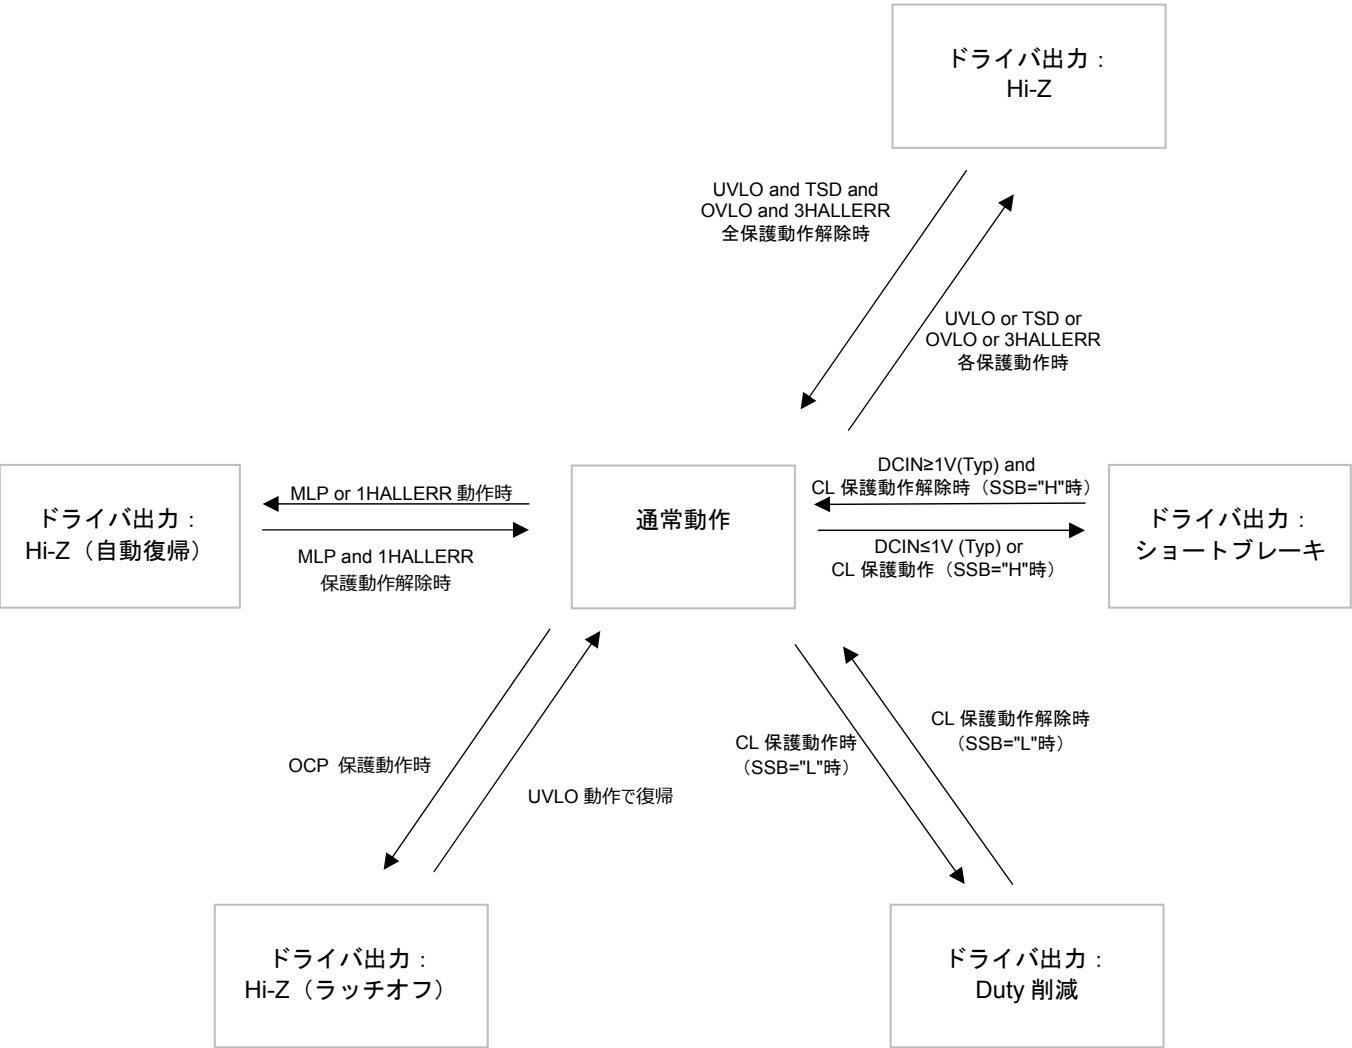 ドライバ出力：
Hi-Z
UVLO and TSD and
OVLO and 3HALLERR
全保護動作解除時
UVLO or TSD or
OVLO or 3HALLERR
各保護動作時
ドライバ出力：
Hi-Z（自動復帰）
MLP or 1HALLERR 動作時
MLP and 1HALLERR
保護動作解除時
通常動作
DCIN≥1V(Typ) and
CL 保護動作解除時（SSB="H"時）
DCIN≤1V (Typ) or
CL 保護動作（SSB="H"時）
ドライバ出力：
ショートブレーキ
OCP 保護動作時
UVLO 動作で復帰
CL 保護動作時
（SSB="L"時）
CL 保護動作解除時
（SSB="L"時）
ドライバ出力：
Hi-Z（ラッチオフ）
ドライバ出力：
Duty 削減